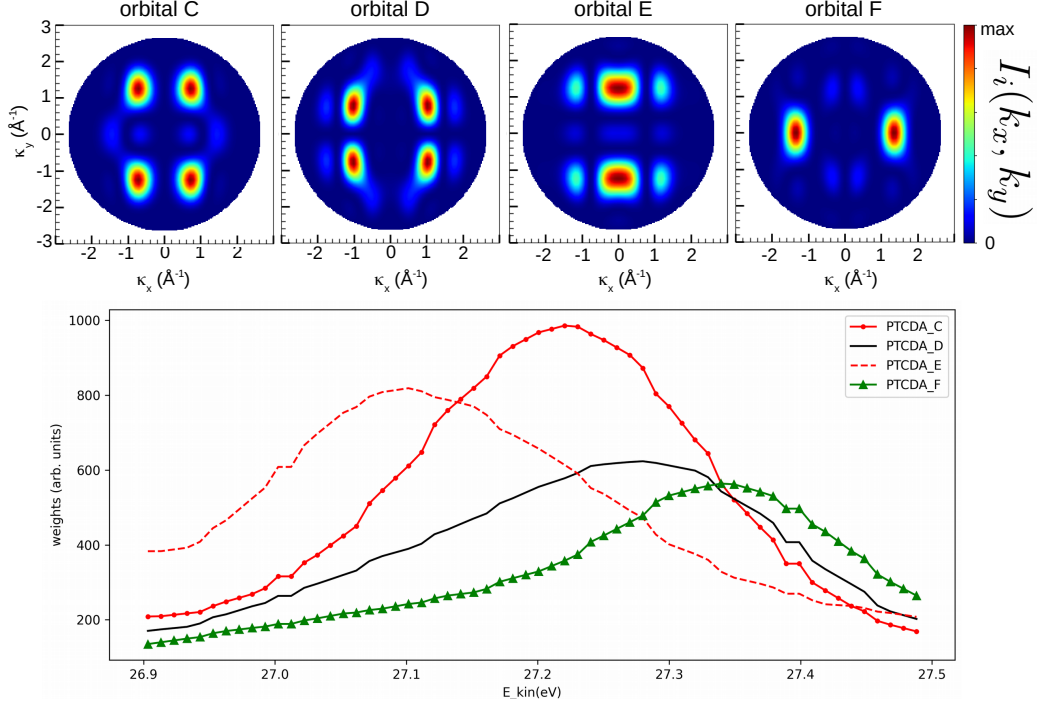 orbital C
orbital D
orbital E
orbital F
3
2
1
0
-1
-2
-3
κy (Å-1)
-2 0 2
-2 -1 0 1 2
-2 -1 0 1 2
-2 -1 0 1 2
κx (Å-1)
κx (Å-1)
κx (Å-1)
κx (Å-1)
max
0
Ii(kx, ky)
1000
800
600
400
200
weights (arb. units)
PTCDA_C
PTCDA_D
PTCDA_E
PTCDA_F
26.9 27.0 27.1 27.2 27.3 27.4 27.5
E_kin(eV)